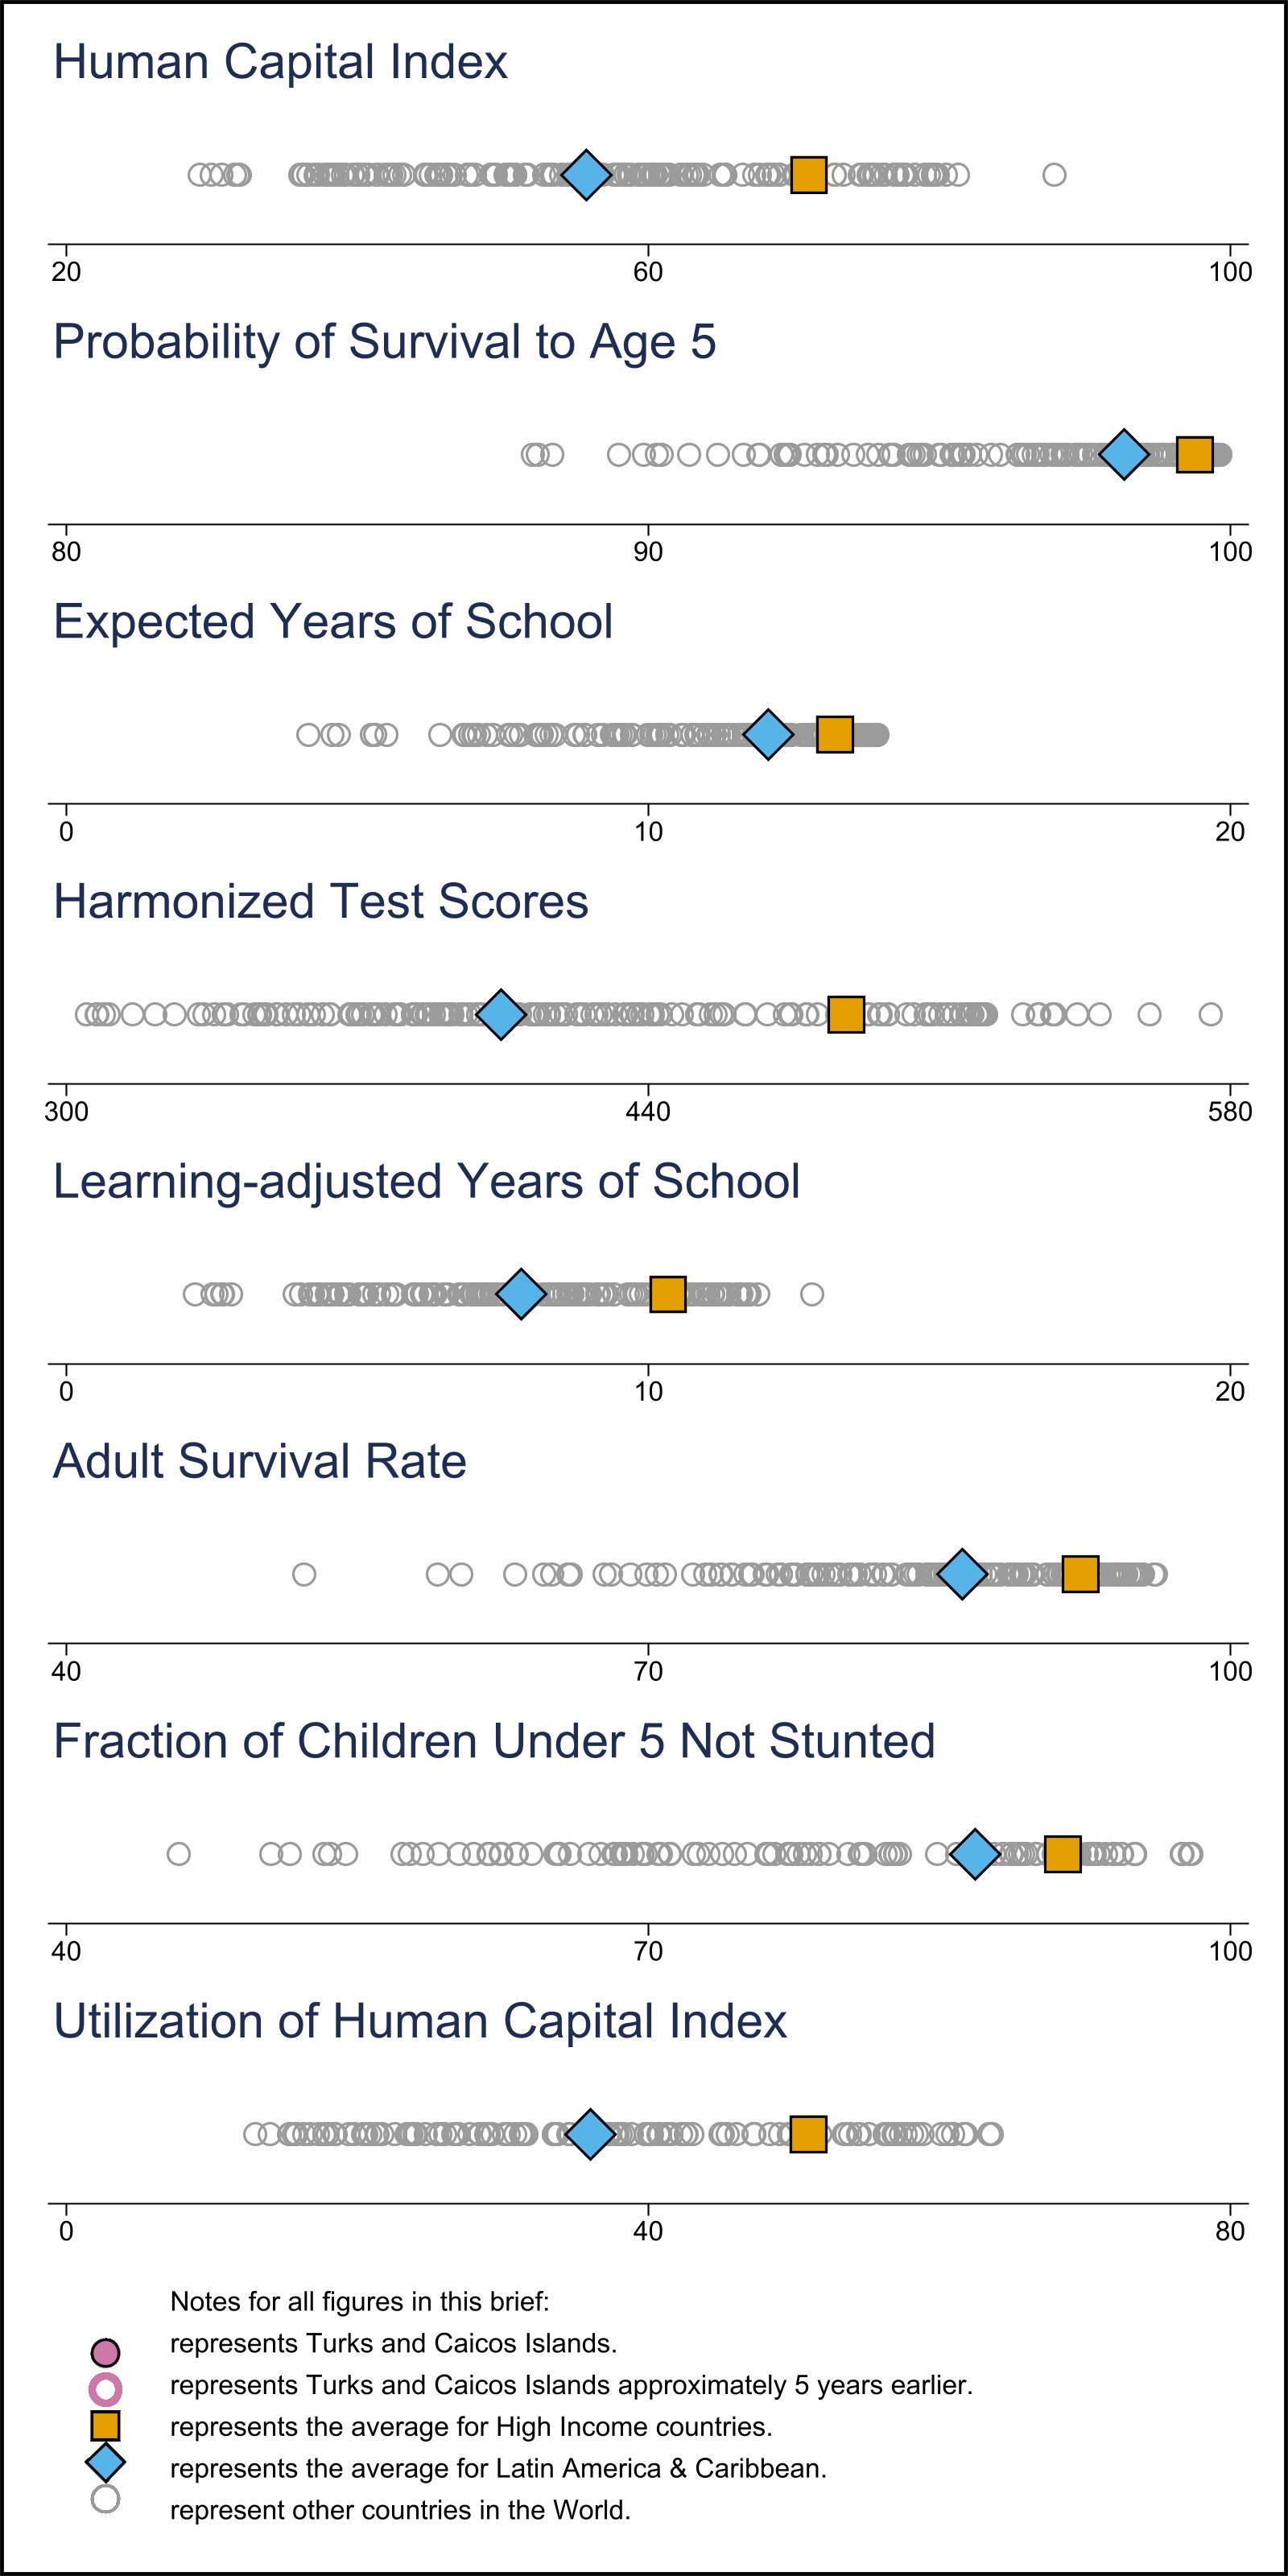 Human Capital Index
20 60 100
Probability of Survival to Age 5
80 90 100
Expected Years of School
0 10 20
Harmonized Test Scores
300 440 580
Learning-adjusted Years of School
0 10 20
Adult Survival Rate
40 70 100
Fraction of Children Under 5 Not Stunted
40 70 100
Utilization of Human Capital Index
0 40 80
Notes for all figures in this brief:
represents Turks and Caicos Islands.
represents Turks and Caicos Islands approximately 5 years earlier.
represents the average for High Income countries.
represents the average for Latin America & Caribbean.
represent other countries in the World.